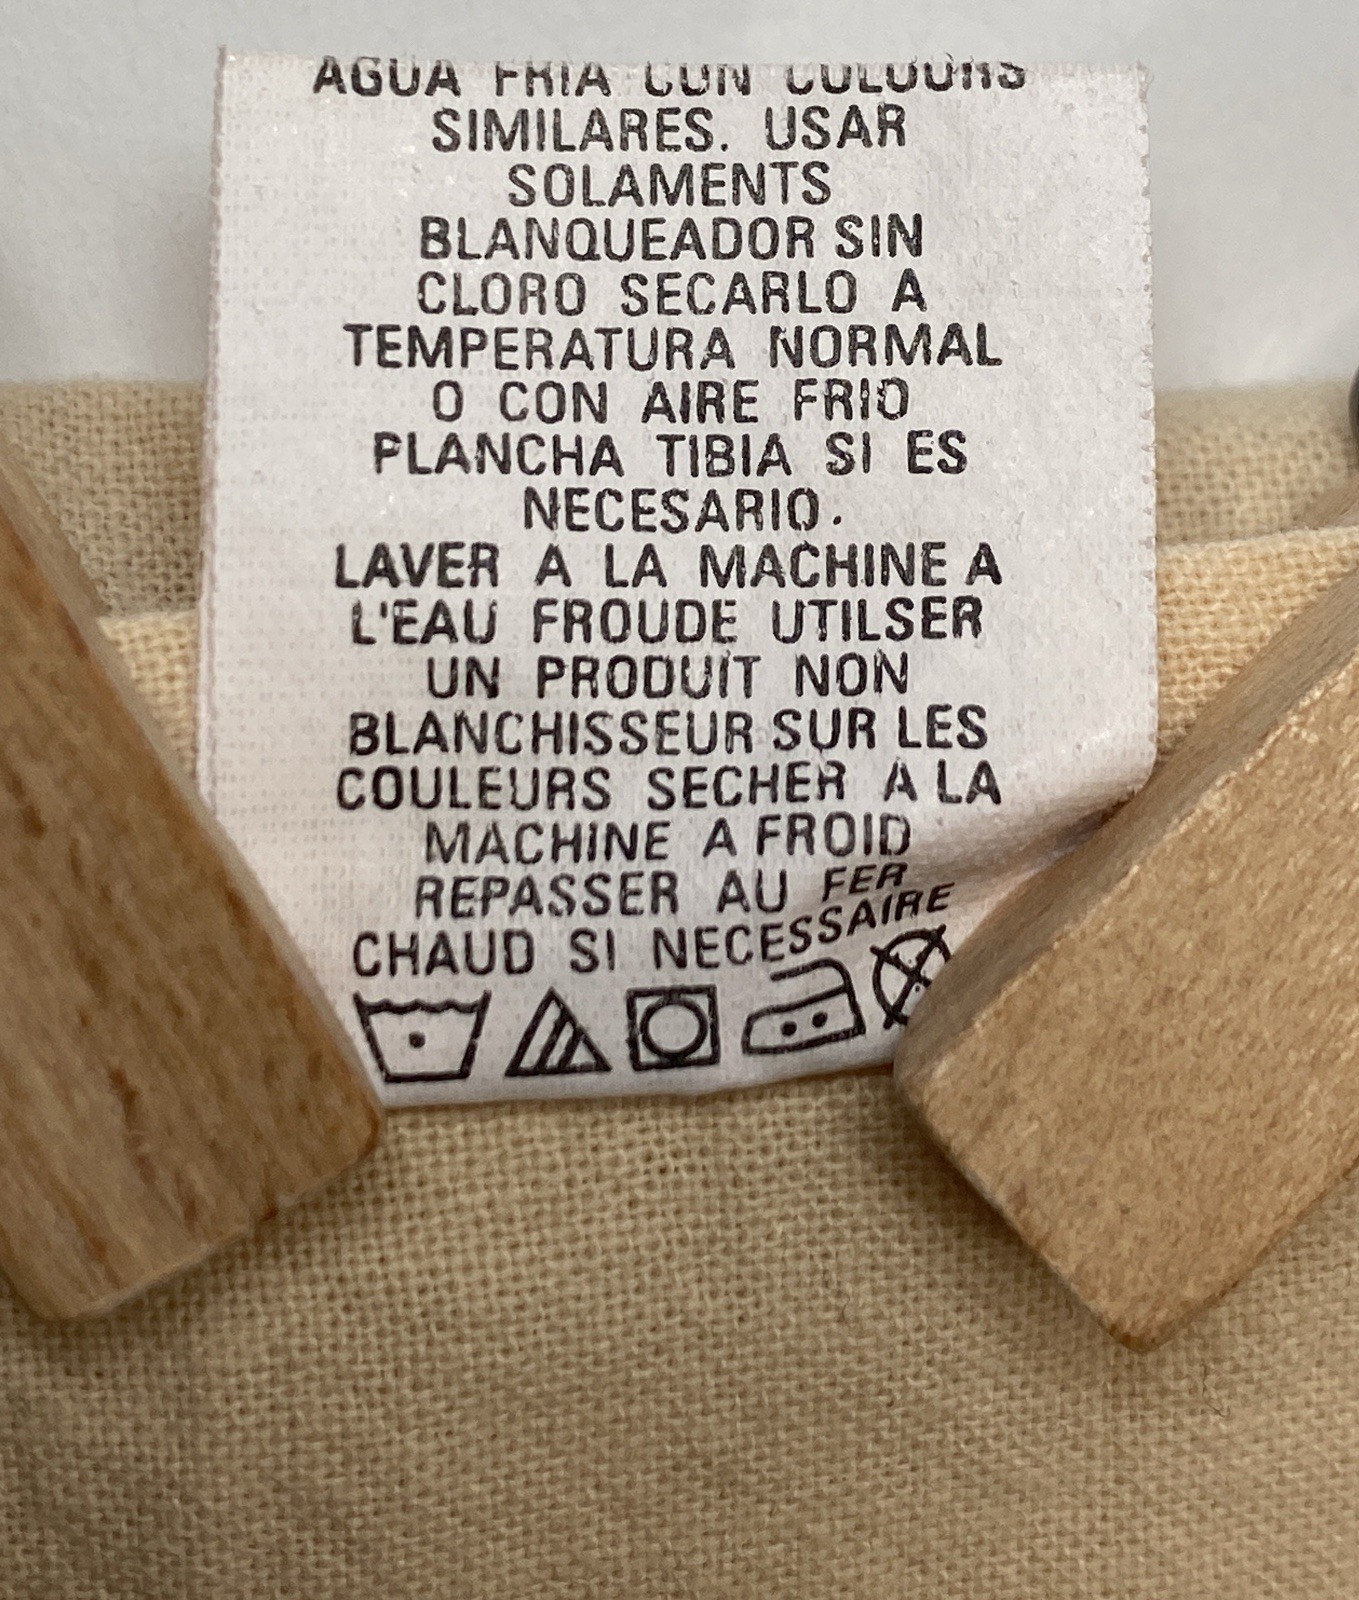 AGUA FRIA CON COLOURS
SIMILARES. USAR
SOLAMENTS
BLANQUEADOR SIN
CLORO SECARLO A
TEMPERATURA NORMAL
O CON AIRE FRIO
PLANCHA TIBIA SI ES
NECESARIO.
LAVER A LA MACHINE A
L'EAU FROUDE UTILSER
UN PRODUIT NON
BLANCHISSEUR SUR LES
COULEURS SECHER A LA
MACHINE A FROID
REPASSER AU FER
CHAUD SI NECESSAIRE